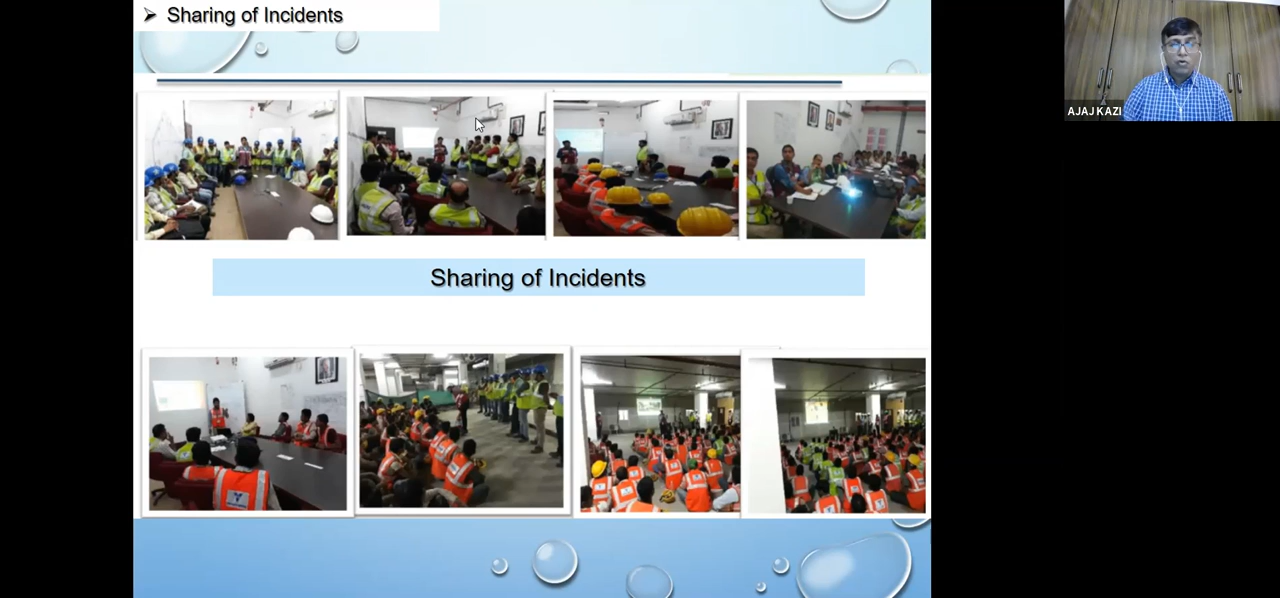 ➢ Sharing of Incidents
AJAJ KAZI
Sharing of Incidents